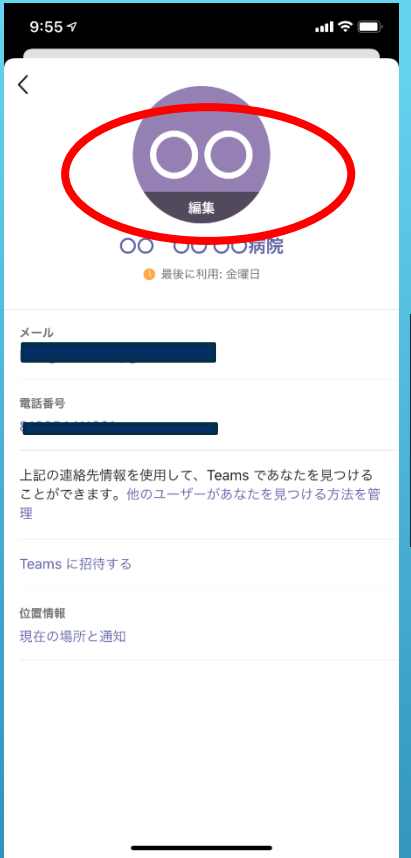 9:55
〇〇
編集
〇〇 〇〇 〇〇病院
最後に利用: 金曜日
メール
電話番号
上記の連絡先情報を使用して、Teams であなたを見つける
ことができます。他のユーザーがあなたを見つける方法を管
理
Teams に招待する
位置情報
現在の場所と通知